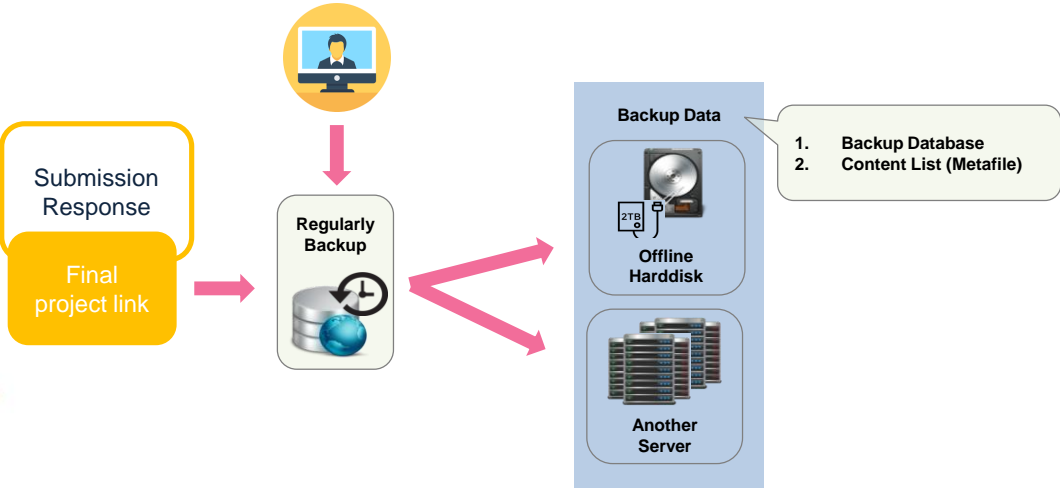 Submission
Response
Final
project link
Regularly
Backup
Backup Data
2TB
Offline
Harddisk
Another
Server
1. Backup Database
2. Content List (Metafile)